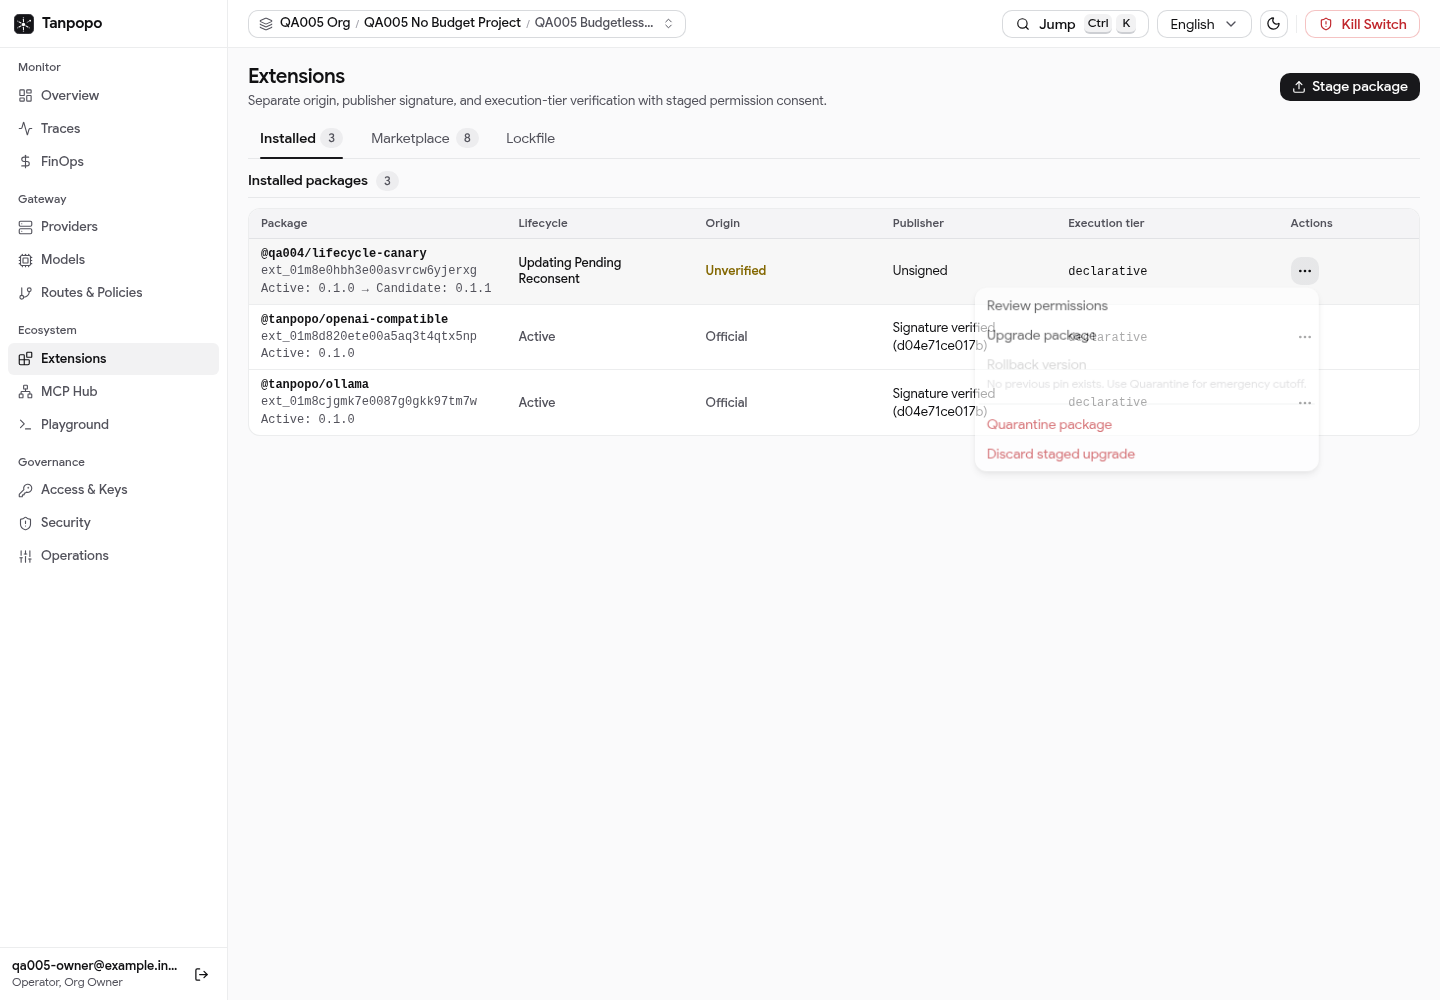 Tanpopo
QA005 Org / QA005 No Budget Project / QA005 Budgetless...
Jump Ctrl K
English
Kill Switch
Monitor
Overview
Traces
FinOps
Gateway
Providers
Models
Routes & Policies
Ecosystem
Extensions
MCP Hub
Playground
Governance
Access & Keys
Security
Operations
qa005-owner@example.in...
Operator, Org Owner
Extensions
Separate origin, publisher signature, and execution-tier verification with staged permission consent.
Stage package
Installed 3 Marketplace 8 Lockfile
Installed packages 3
Package Lifecycle Origin Publisher Execution tier Actions
@qa004/lifecycle-canary
ext_01m8e0hbh3e00asvrcw6yjerxg
Active: 0.1.0 → Candidate: 0.1.1
Updating Pending
Reconsent
Unverified
Unsigned
declarative
@tanpopo/openai-compatible
ext_01m8d820ete00a5aq3t4qtx5np
Active: 0.1.0
Active
Official
Signature verified
(d04e71ce017b)
declarative
@tanpopo/ollama
ext_01m8cjgmk7e0087g0gkk97tm7w
Active: 0.1.0
Active
Official
Signature verified
(d04e71ce017b)
declarative
Review permissions
Upgrade package
Rollback version
No previous pin exists. Use Quarantine for emergency cutoff.
Quarantine package
Discard staged upgrade